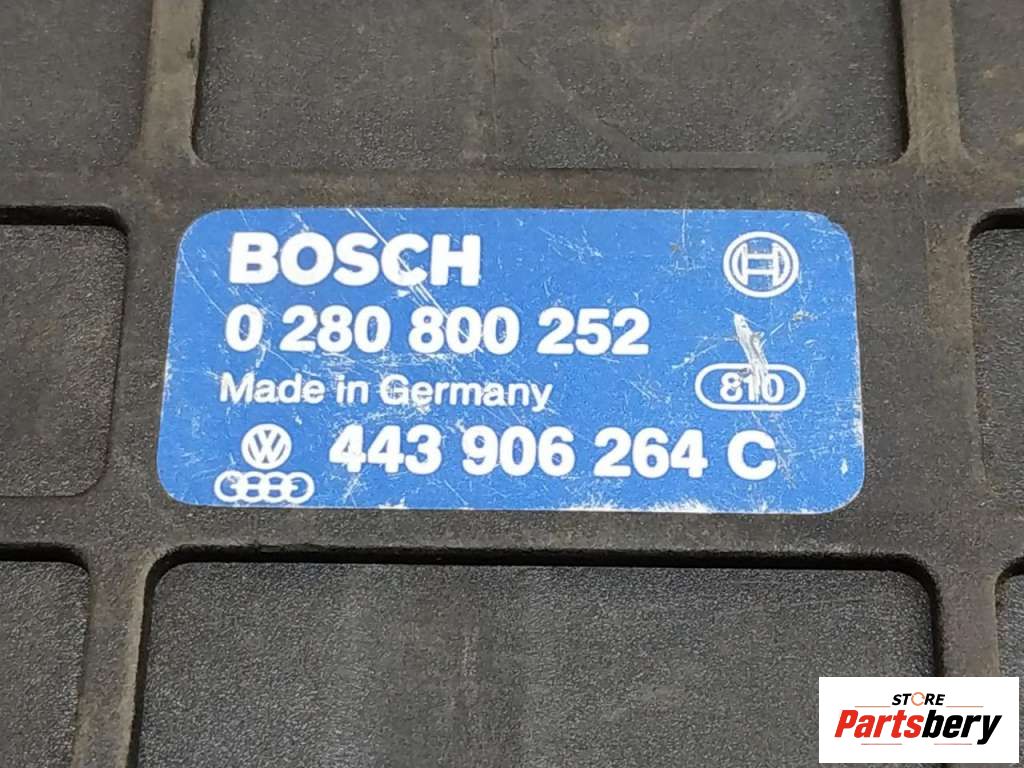 BOSCH
0 280 800 252
Made in Germany
810
443 906 264 C
STORE
Partsbery